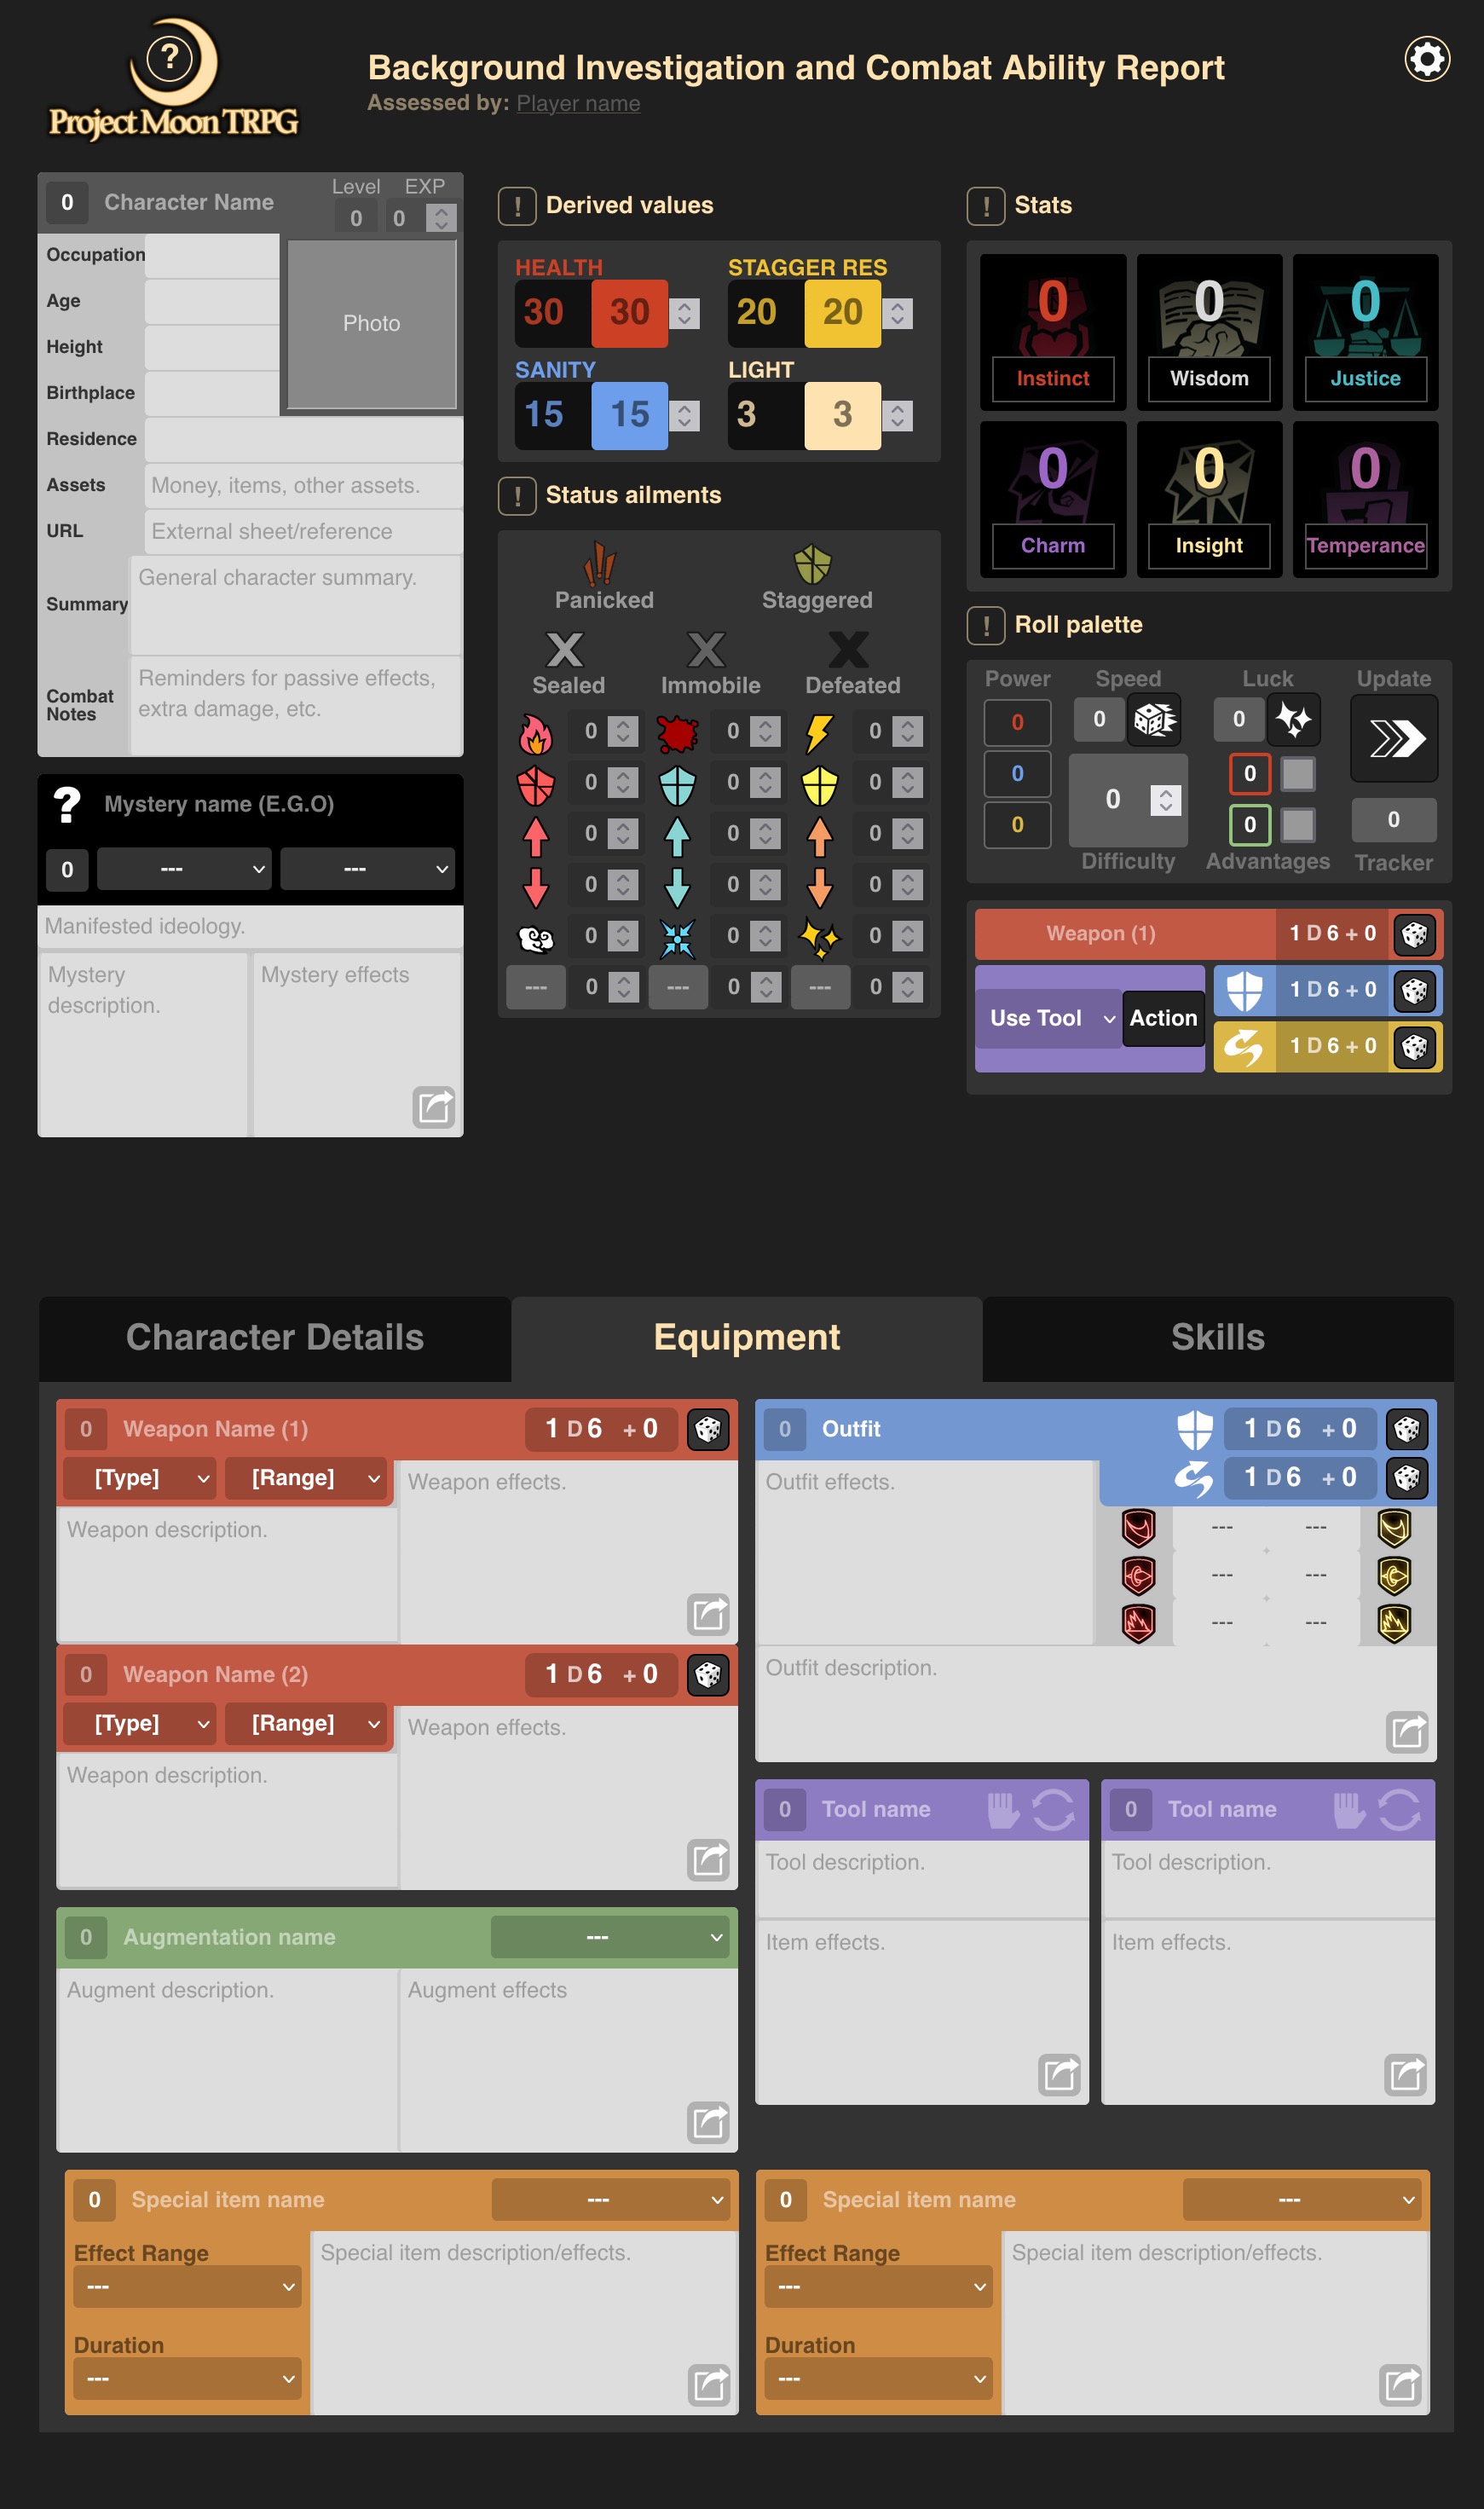 ?
Project Moon TRPG
Background Investigation and Combat Ability Report
Assessed by: Player name
0 Character Name
Level EXP
0 0
Occupation
Age
Height
Birthplace
Photo
Residence
Assets Money, items, other assets.
URL External sheet/reference
Summary General character summary.
Combat
Notes
Reminders for passive effects,
extra damage, etc.
? Mystery name (E.G.O)
0 --- ---
Manifested ideology.
Mystery
description.
Mystery effects
! Derived values
HEALTH
30 30
STAGGER RES
20 20
SANITY
15 15
LIGHT
3 3
! Status ailments
Panicked Staggered
X X X
Sealed Immobile Defeated
0 0 0
0 0 0
0 0 0
0 0 0
0 0 0
--- 0 --- 0 --- 0
! Stats
0 0 0
Instinct Wisdom Justice
0 0 0
Charm Insight Temperance
! Roll palette
Power Speed Luck Update
0 0 0
0 0 0
0 0 0
Difficulty Advantages Tracker
Weapon (1) 1 D 6 + 0
Use Tool Action
1 D 6 + 0
1 D 6 + 0
Character Details Equipment Skills
0 Weapon Name (1) 1 D 6 + 0
[Type] [Range] Weapon effects.
Weapon description.
0 Weapon Name (2) 1 D 6 + 0
[Type] [Range] Weapon effects.
Weapon description.
0 Augmentation name ---
Augment description. Augment effects
0 Outfit 1 D 6 + 0
1 D 6 + 0
Outfit effects.
--- ---
--- ---
--- ---
Outfit description.
0 Tool name
Tool description.
Item effects.
0 Tool name
Tool description.
Item effects.
0 Special item name ---
Effect Range
---
Duration
---
Special item description/effects.
0 Special item name ---
Effect Range
---
Duration
---
Special item description/effects.